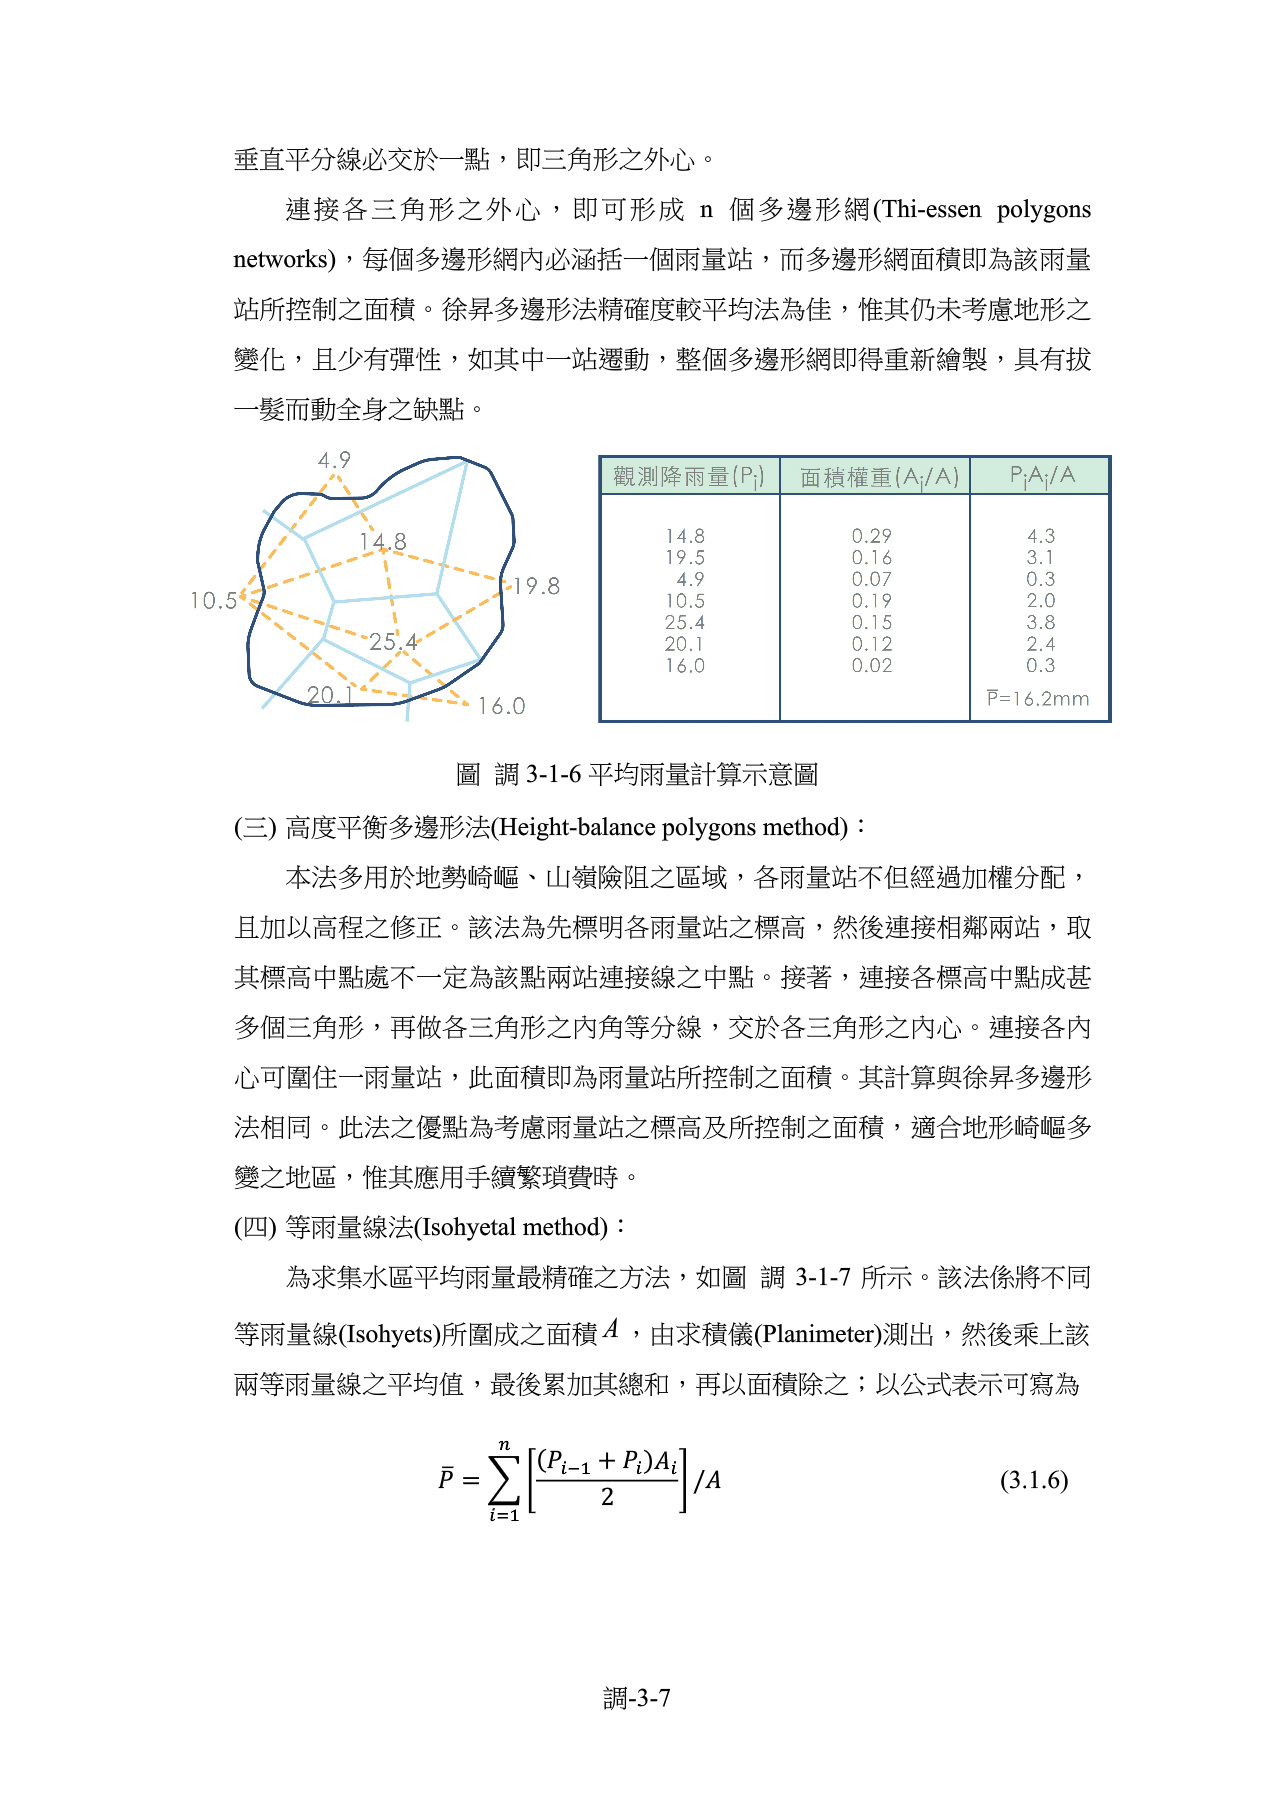 垂直平分線必交於一點，即三角形之外心。
連接各三角形之外心，即可形成 n 個多邊形網(Thi-essen polygons
networks)，每個多邊形網內必涵括一個雨量站，而多邊形網面積即為該雨量
站所控制之面積。徐昇多邊形法精確度較平均法為佳，惟其仍未考慮地形之
變化，且少有彈性，如其中一站遷動，整個多邊形網即得重新繪製，具有拔
一髮而動全身之缺點。
4.9
14.8
19.8
10.5
25.4
20.1
16.0
觀測降雨量(Pi) 面積權重(Ai/A) PiAi/A
14.8 0.29 4.3
19.5 0.16 3.1
4.9 0.07 0.3
10.5 0.19 2.0
25.4 0.15 3.8
20.1 0.12 2.4
16.0 0.02 0.3
P̅=16.2mm
圖 調 3-1-6 平均雨量計算示意圖
(三) 高度平衡多邊形法(Height-balance polygons method)：
本法多用於地勢崎嶇、山嶺險阻之區域，各雨量站不但經過加權分配，
且加以高程之修正。該法為先標明各雨量站之標高，然後連接相鄰兩站，取
其標高中點處不一定為該點兩站連接線之中點。接著，連接各標高中點成甚
多個三角形，再做各三角形之內角等分線，交於各三角形之內心。連接各內
心可圍住一雨量站，此面積即為雨量站所控制之面積。其計算與徐昇多邊形
法相同。此法之優點為考慮雨量站之標高及所控制之面積，適合地形崎嶇多
變之地區，惟其應用手續繁瑣費時。
(四) 等雨量線法(Isohyetal method)：
為求集水區平均雨量最精確之方法，如圖 調 3-1-7 所示。該法係將不同
等雨量線(Isohyets)所圍成之面積 A，由求積儀(Planimeter)測出，然後乘上該
兩等雨量線之平均值，最後累加其總和，再以面積除之；以公式表示可寫為
P̅ = ∑_{i=1}^{n} [(P_{i−1} + P_i)A_i / 2] /A (3.1.6)
調-3-7